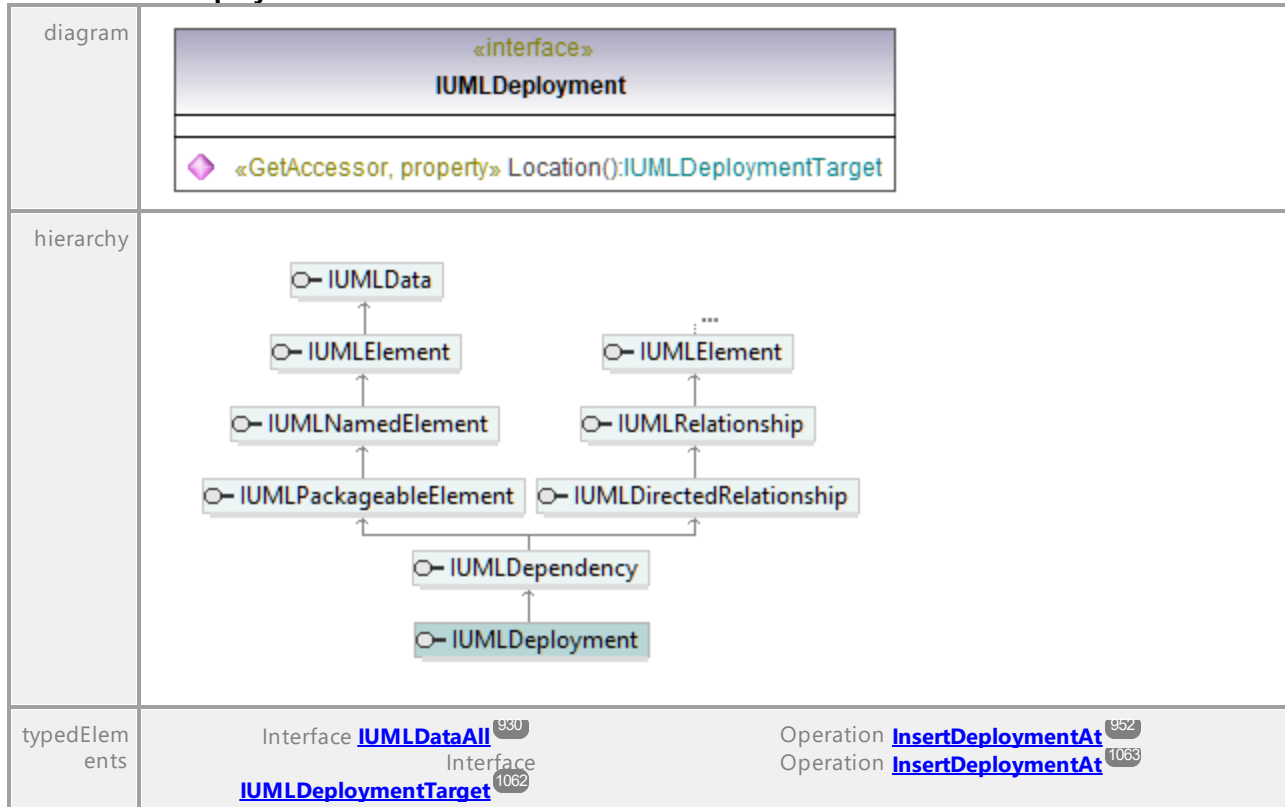 diagram
«interface»
IUMLDeployment
«GetAccessor, property» Location():IUMLDeploymentTarget
hierarchy
IUMLData
...
IUMLElement IUMLElement
IUMLNamedElement IUMLRelationship
IUMLPackageableElement IUMLDirectedRelationship
IUMLDependency
IUMLDeployment
typedElem
ents
Interface IUMLDataAll 930 Operation InsertDeploymentAt 952
Interface Operation InsertDeploymentAt 1063
IUMLDeploymentTarget 1062